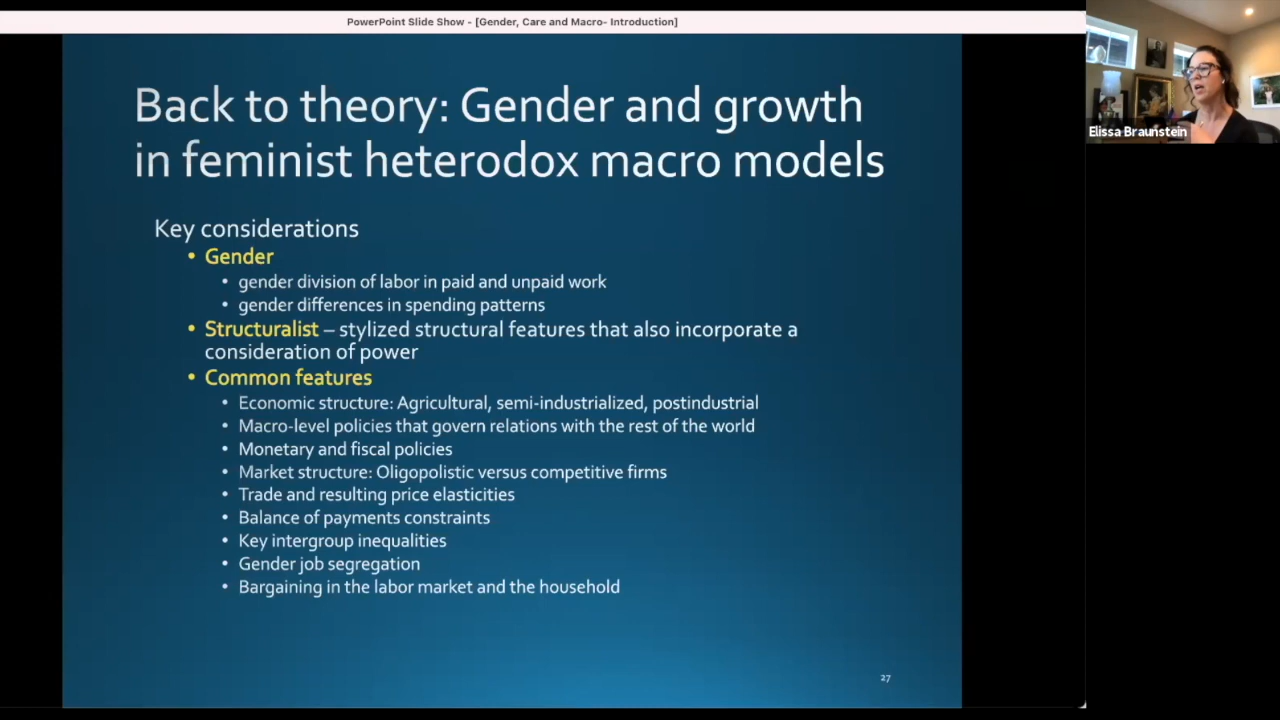 PowerPoint Slide Show - [Gender, Care and Macro- Introduction]
Back to theory: Gender and growth
in feminist heterodox macro models
Key considerations
• Gender
• gender division of labor in paid and unpaid work
• gender differences in spending patterns
• Structuralist – stylized structural features that also incorporate a
consideration of power
• Common features
• Economic structure: Agricultural, semi-industrialized, postindustrial
• Macro-level policies that govern relations with the rest of the world
• Monetary and fiscal policies
• Market structure: Oligopolistic versus competitive firms
• Trade and resulting price elasticities
• Balance of payments constraints
• Key intergroup inequalities
• Gender job segregation
• Bargaining in the labor market and the household
27
Elissa Braunstein